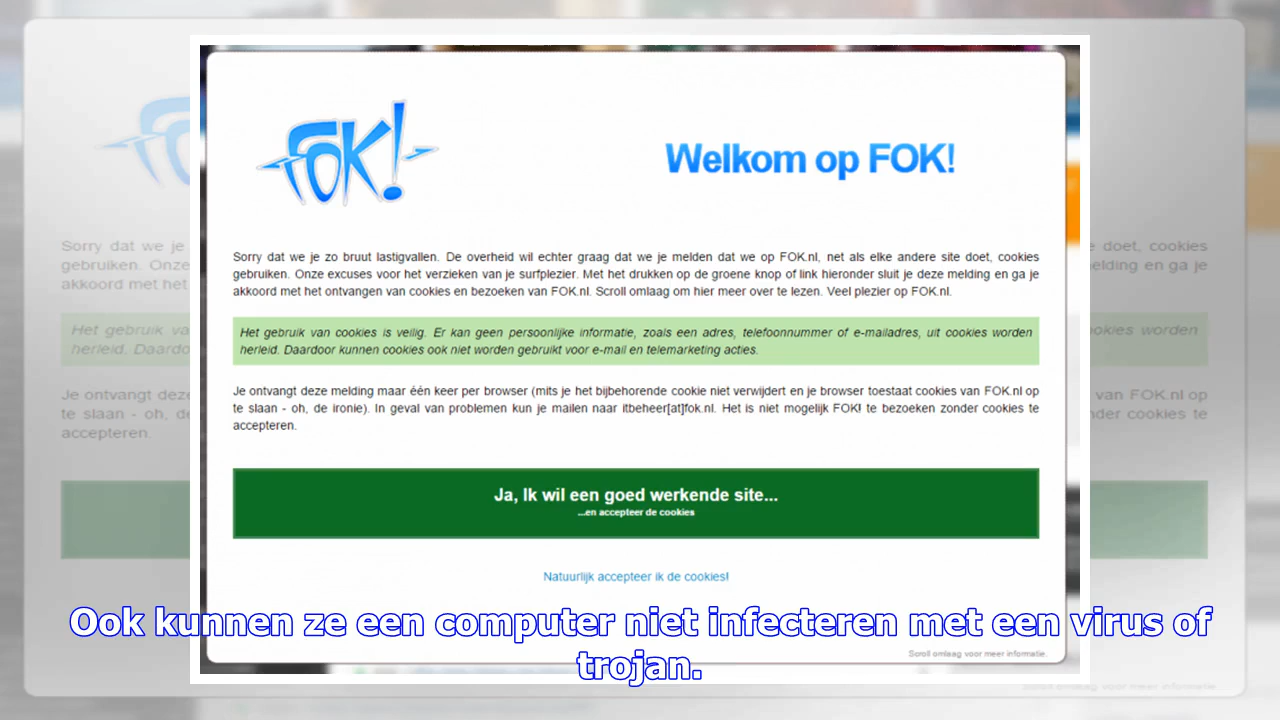 FOK!
Welkom op FOK!
Sorry dat we je zo bruut lastigvallen. De overheid wil echter graag dat we je melden dat we op FOK.nl, net als elke andere site doet, cookies
gebruiken. Onze excuses voor het verzieken van je surfplezier. Met het drukken op de groene knop of link hieronder sluit je deze melding en ga je
akkoord met het ontvangen van cookies en bezoeken van FOK.nl. Scroll omlaag om hier meer over te lezen. Veel plezier op FOK.nl.
Het gebruik van cookies is veilig. Er kan geen persoonlijke informatie, zoals een adres, telefoonnummer of e-mailadres, uit cookies worden
herleid. Daardoor kunnen cookies ook niet worden gebruikt voor e-mail en telemarketing acties.
Je ontvangt deze melding maar één keer per browser (mits je het bijbehorende cookie niet verwijdert en je browser toestaat cookies van FOK.nl op
te slaan - oh, de ironie). In geval van problemen kun je mailen naar itbeheer[at]fok.nl. Het is niet mogelijk FOK! te bezoeken zonder cookies te
accepteren.
Ja, Ik wil een goed werkende site...
...en accepteer de cookies
Natuurlijk accepteer ik de cookies!
Ook kunnen ze een computer niet infecteren met een virus of
trojan.
Scroll omlaag voor meer informatie.